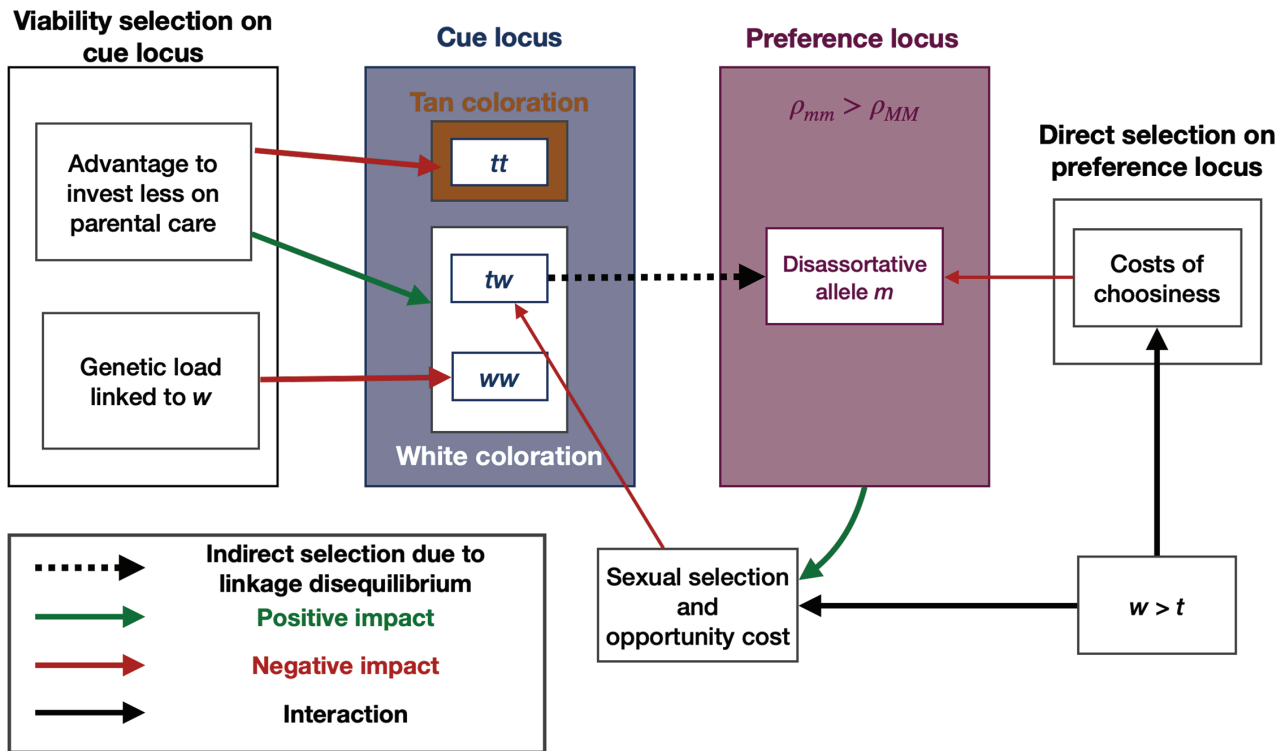 Viability selection on
cue locus
Advantage to
invest less on
parental care
Genetic load
linked to w
Cue locus
Tan coloration
tt
tw
ww
White coloration
Preference locus
ρmm > ρMM
Disassortative
allele m
Direct selection on
preference locus
Costs of
choosiness
Sexual selection
and
opportunity cost
w > t
Indirect selection due to
linkage disequilibrium
Positive impact
Negative impact
Interaction